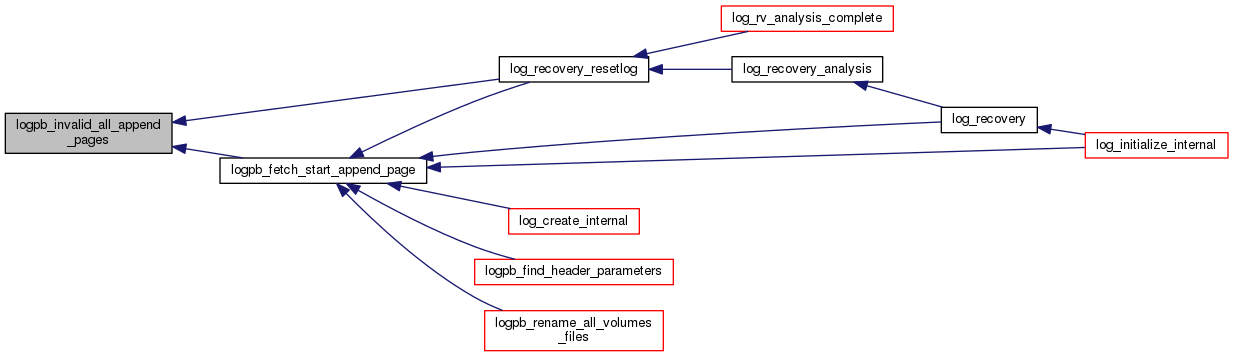 log_rv_analysis_complete
log_recovery_resetlog
log_recovery_analysis
logpb_invalid_all_append
_pages
log_recovery
log_initialize_internal
logpb_fetch_start_append_page
log_create_internal
logpb_find_header_parameters
logpb_rename_all_volumes
_files